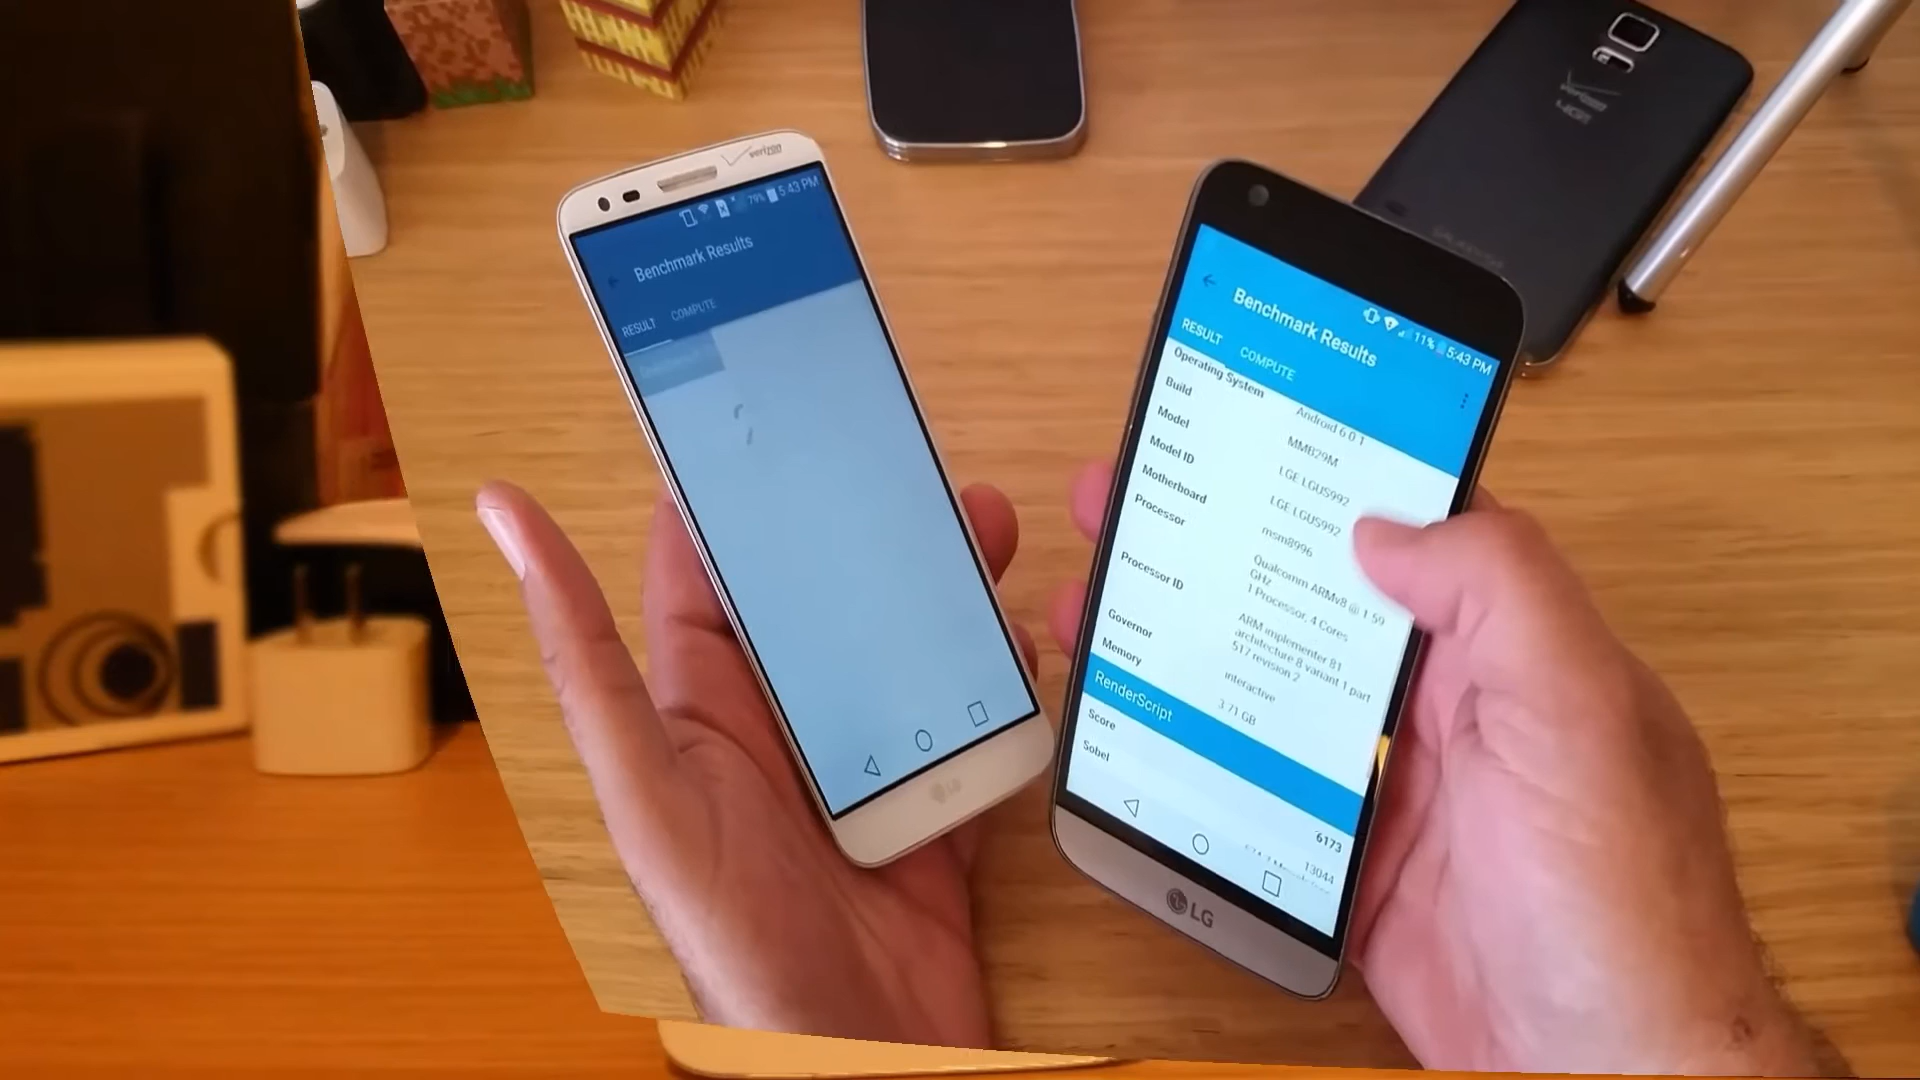 verizon
79% 5:43 PM
Benchmark Results
RESULT COMPUTE
LG
verizon
11% 5:43 PM
Benchmark Results
RESULT COMPUTE
Operating System Android 6.0.1
Build MMB29M
Model LGE LGUS992
Model ID LGE LGUS992
Motherboard msm8996
Processor Qualcomm ARMv8 @ 1.59
GHz
1 Processor, 4 Cores
Processor ID ARM implementer 81
architecture 8 variant 1 part
517 revision 2
Governor interactive
Memory 3.71 GB
RenderScript
Score 6173
Sobel 13044
LG